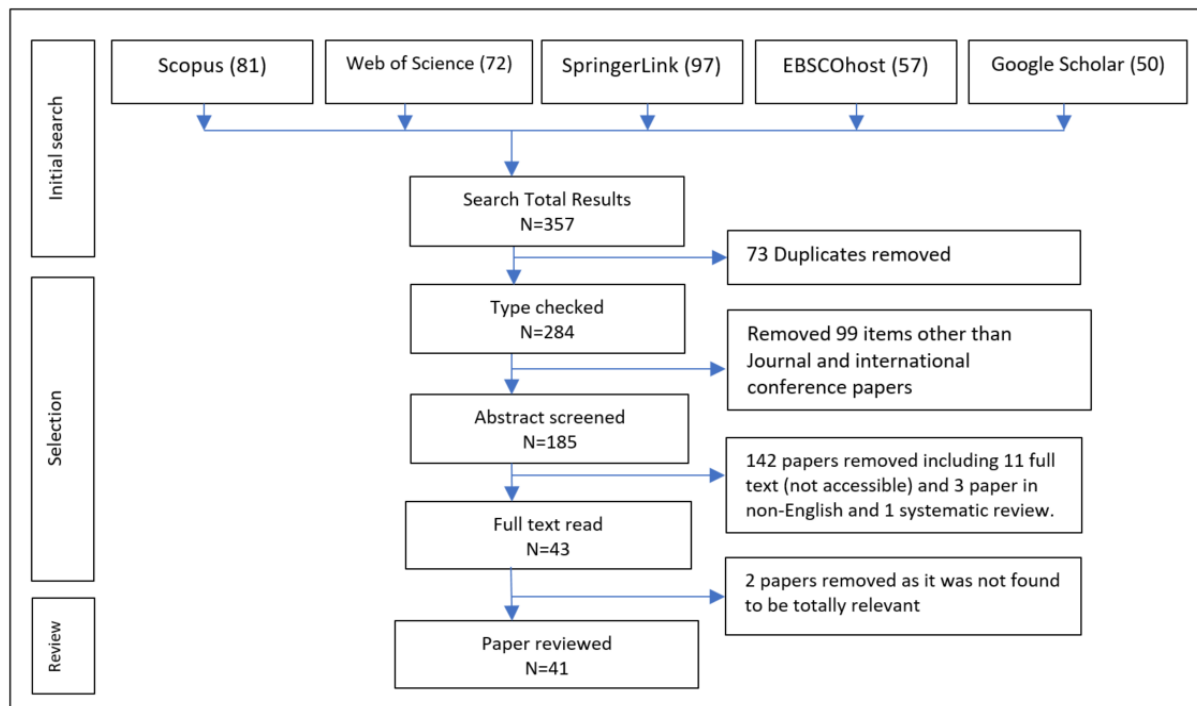 Initial search
Scopus (81)
Web of Science (72)
SpringerLink (97)
EBSCOhost (57)
Google Scholar (50)
Search Total Results
N=357
73 Duplicates removed
Selection
Type checked
N=284
Removed 99 items other than
Journal and international
conference papers
Abstract screened
N=185
142 papers removed including 11 full
text (not accessible) and 3 paper in
non-English and 1 systematic review.
Full text read
N=43
2 papers removed as it was not found
to be totally relevant
Review
Paper reviewed
N=41